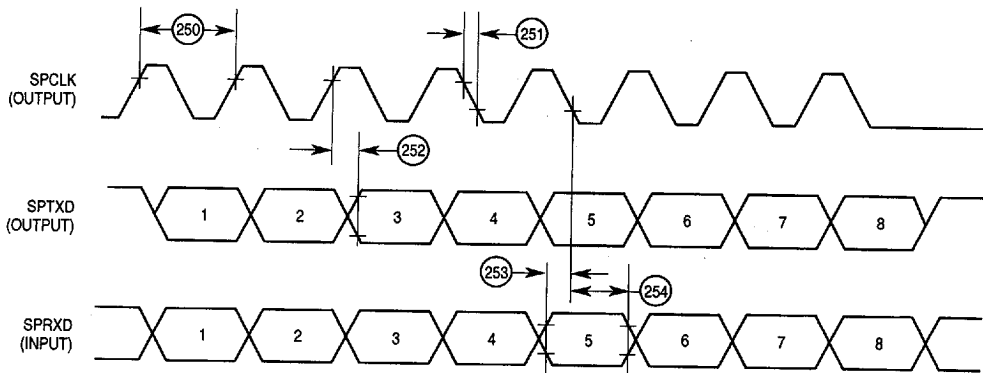 250
251
SPCLK
(OUTPUT)
252
SPTXD
(OUTPUT)
1 2 3 4 5 6 7 8
253
254
SPRXD
(INPUT)
1 2 3 4 5 6 7 8